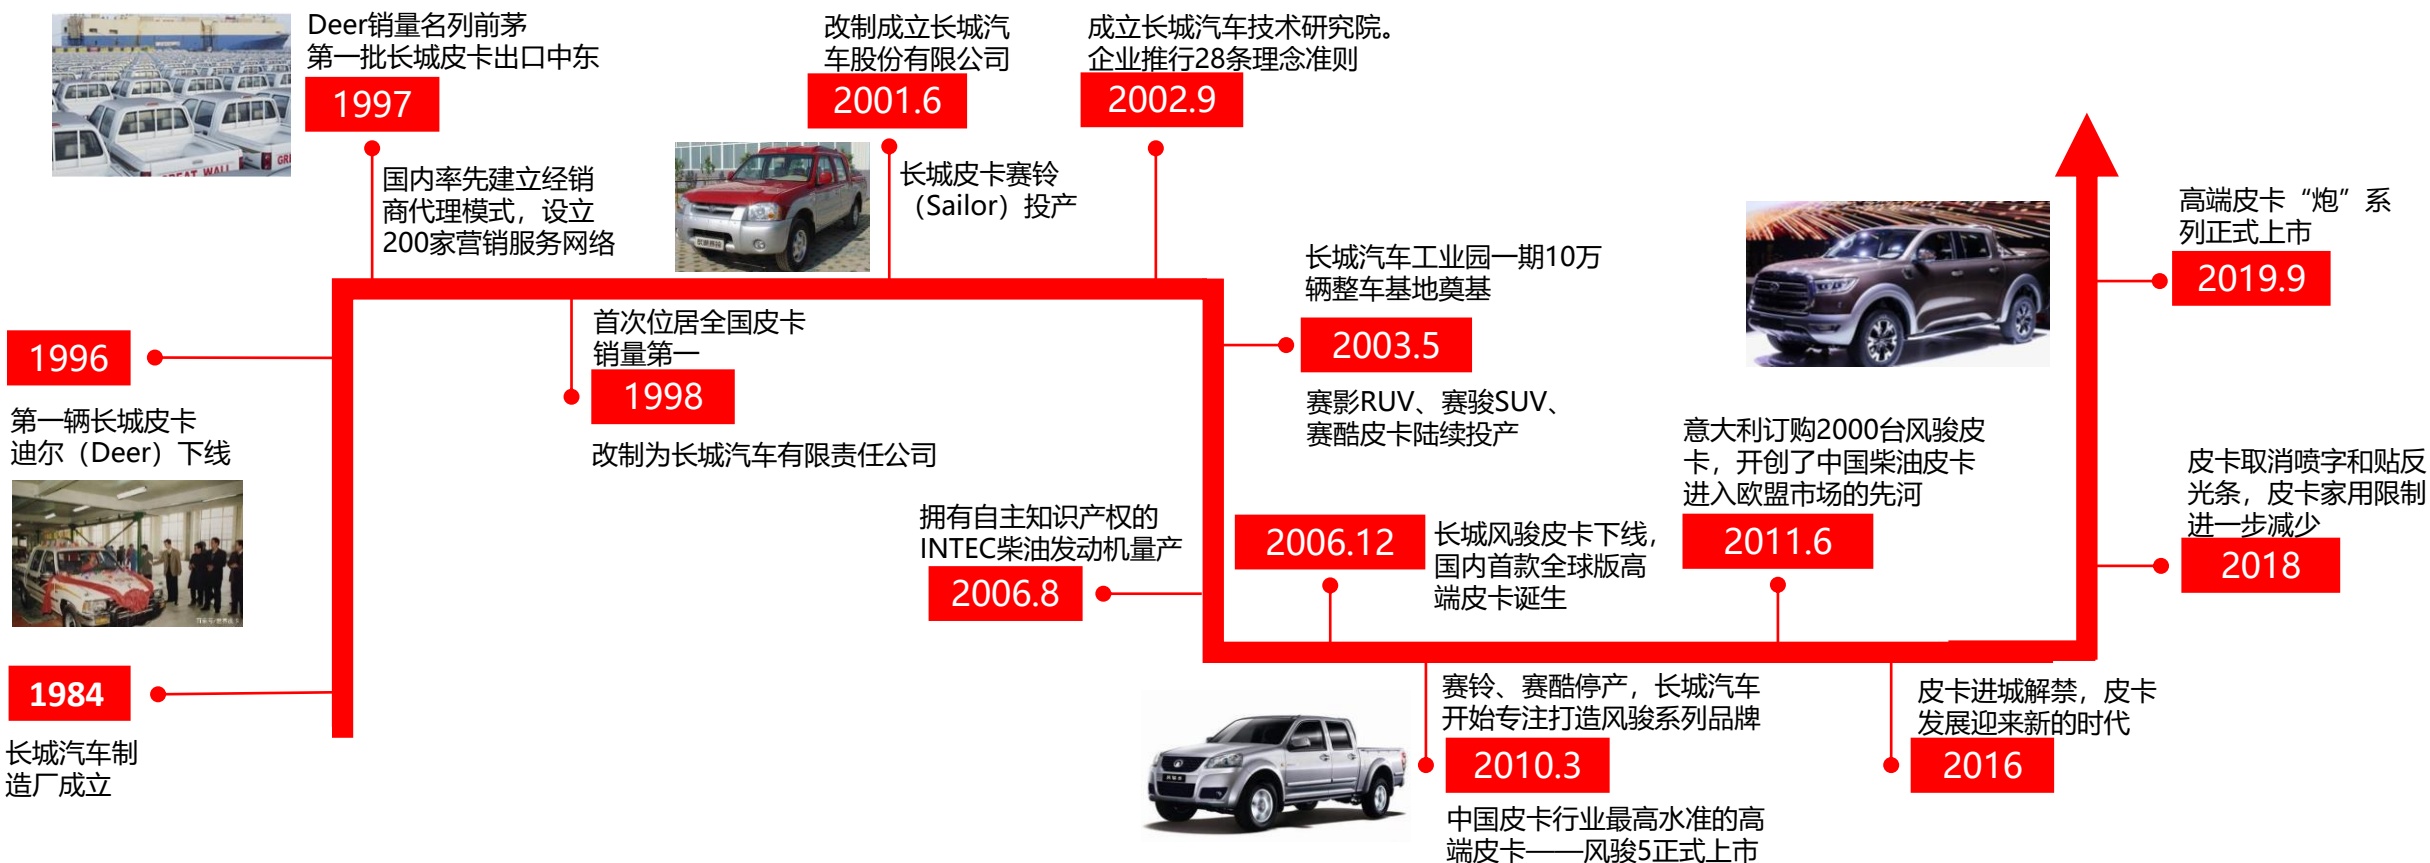 Deer销量名列前茅
第一批长城皮卡出口中东
1997
国内率先建立经销
商代理模式，设立
200家营销服务网络
改制成立长城汽
车股份有限公司
2001.6
长城皮卡赛铃
（Sailor）投产
成立长城汽车技术研究院。
企业推行28条理念准则
2002.9
GREAT WALL
1996
第一辆长城皮卡
迪尔（Deer）下线
1984
长城汽车制
造厂成立
首次位居全国皮卡
销量第一
1998
改制为长城汽车有限责任公司
长城汽车工业园一期10万
辆整车基地奠基
2003.5
赛影RUV、赛骏SUV、
赛酷皮卡陆续投产
拥有自主知识产权的
INTEC柴油发动机量产
2006.8
2006.12
长城风骏皮卡下线，
国内首款全球版高
端皮卡诞生
赛铃、赛酷停产，长城汽车
开始专注打造风骏系列品牌
2010.3
中国皮卡行业最高水准的高
端皮卡——风骏5正式上市
意大利订购2000台风骏皮
卡，开创了中国柴油皮卡
进入欧盟市场的先河
2011.6
皮卡进城解禁，皮卡
发展迎来新的时代
2016
皮卡取消喷字和贴反
光条，皮卡家用限制
进一步减少
2018
高端皮卡“炮”系
列正式上市
2019.9